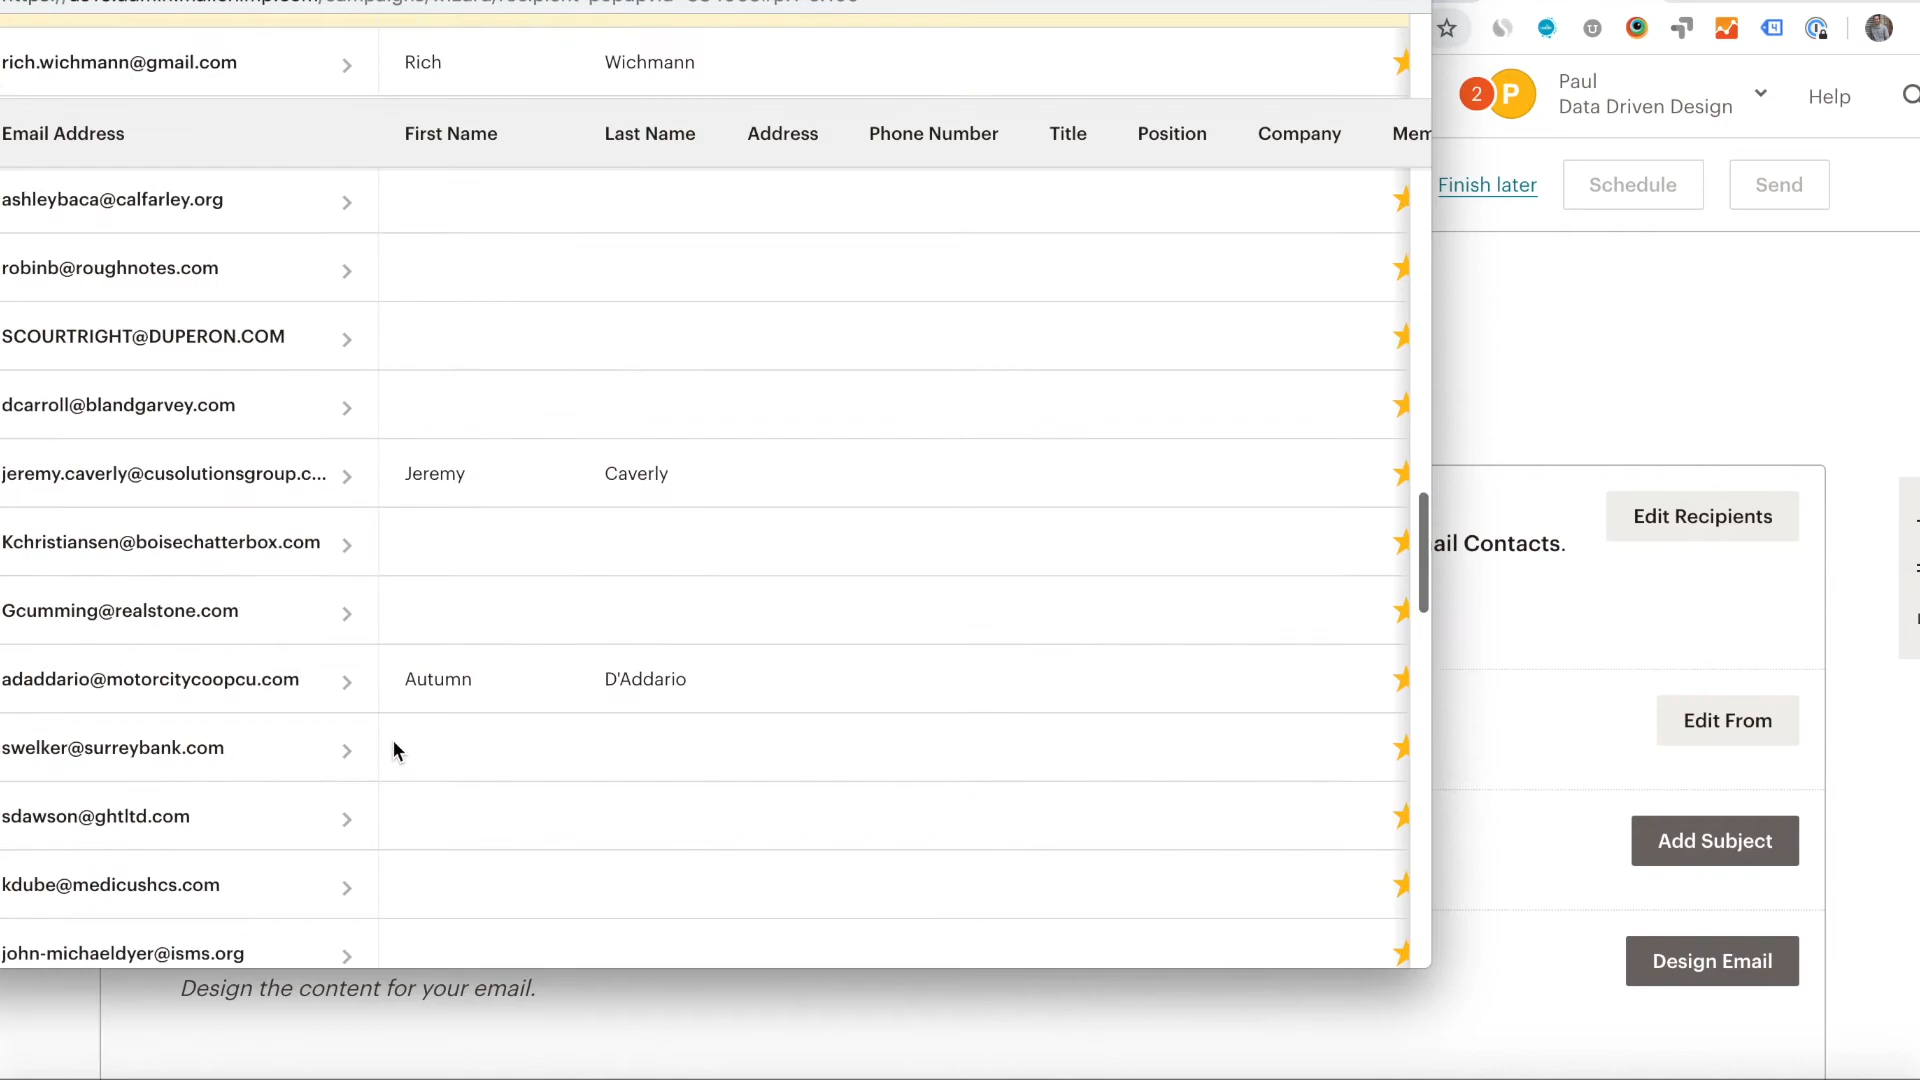 rich.wichmann@gmail.com Rich Wichmann
Email Address First Name Last Name Address Phone Number Title Position Company Mem
ashleybaca@calfarley.org
robinb@roughnotes.com
SCOURTRIGHT@DUPERON.COM
dcarroll@blandgarvey.com
jeremy.caverly@cusolutionsgroup.c... Jeremy Caverly
Kchristiansen@boisechatterbox.com
Gcumming@realstone.com
adaddario@motorcitycoopcu.com Autumn D'Addario
swelker@surreybank.com
sdawson@ghtltd.com
kdube@medicushcs.com
john-michaeldyer@isms.org
2 P Paul
Data Driven Design
Help
Finish later Schedule Send
Edit Recipients
ail Contacts.
Edit From
Add Subject
Design Email
Design the content for your email.